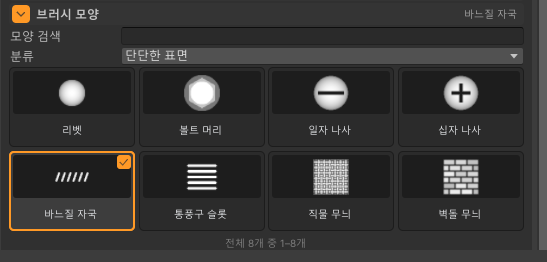 브러시 모양 바느질 자국
모양 검색
분류 단단한 표면
리벳 볼트 머리 일자 나사 십자 나사
바느질 자국 통풍구 슬롯 직물 무늬 벽돌 무늬
전체 8개 중 1–8개